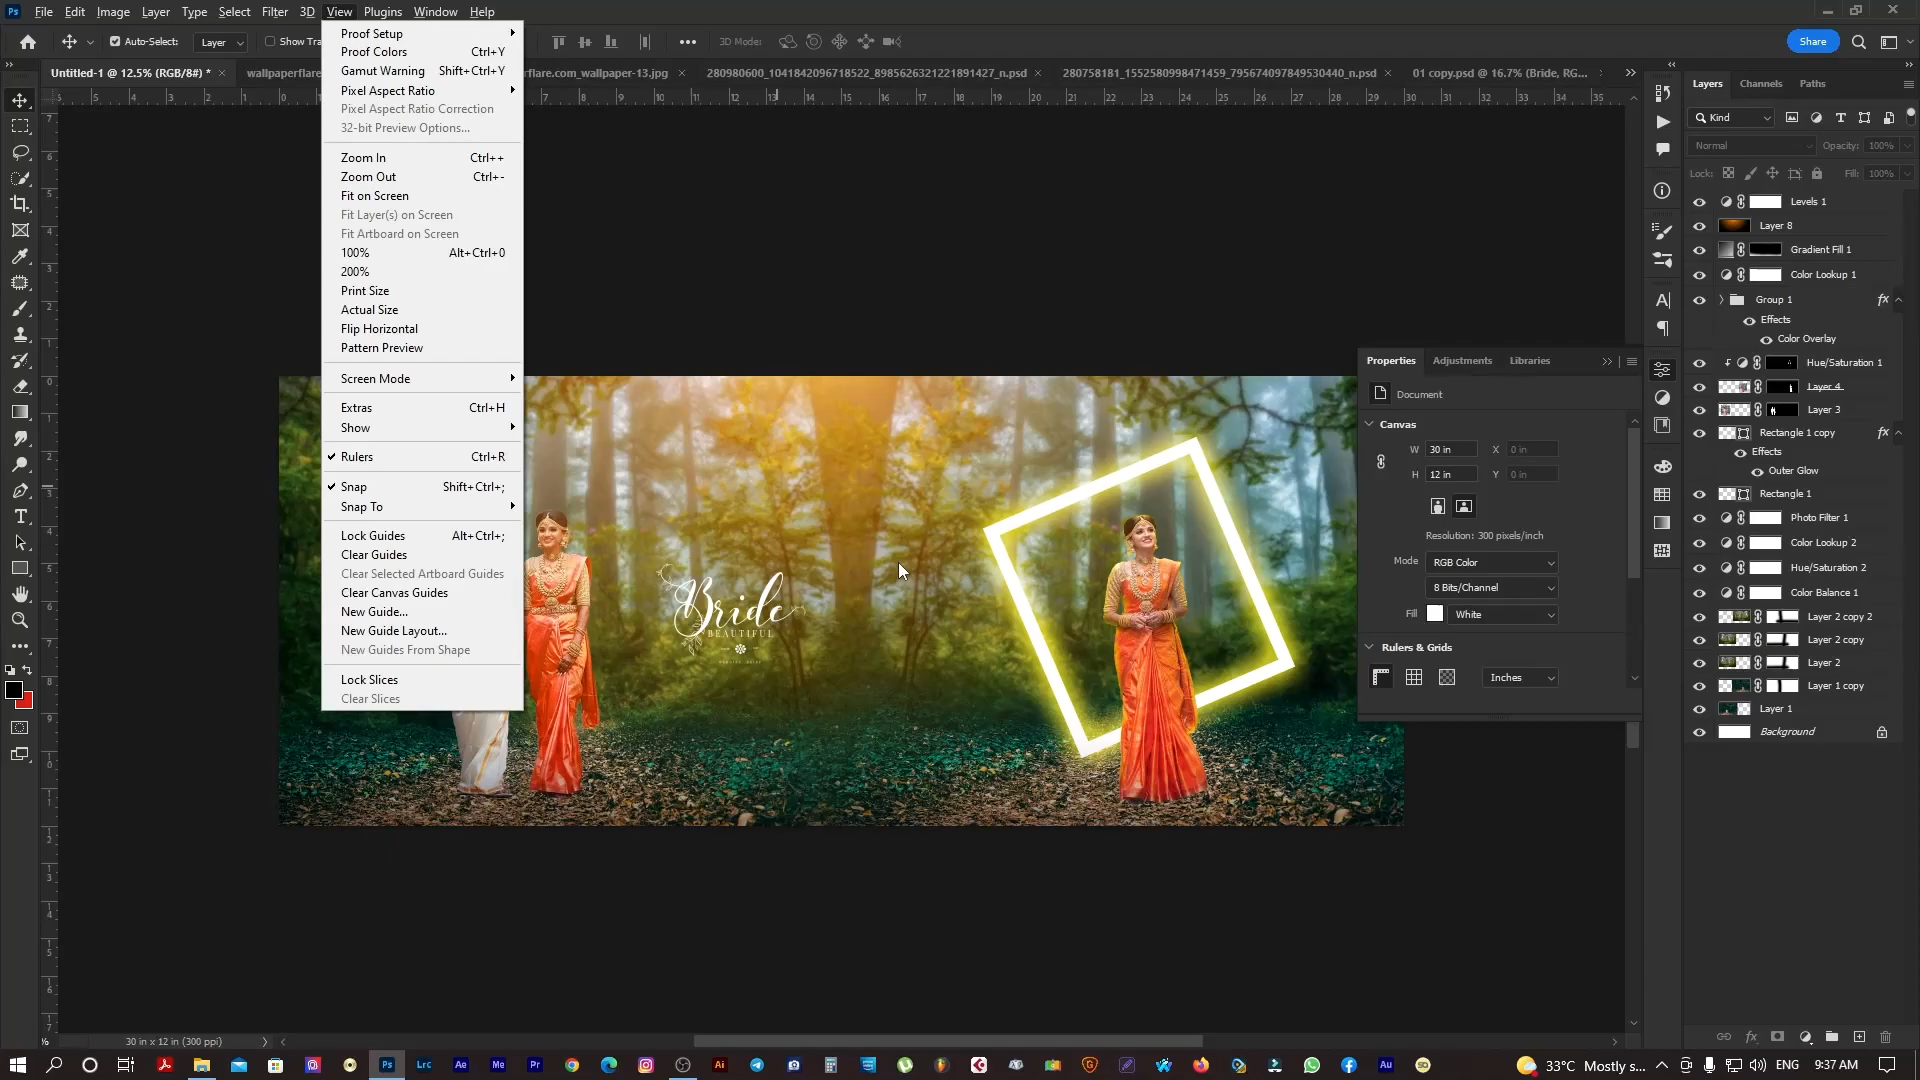 Ps File Edit Image Layer Type Select Filter 3D View Plugins Window Help
Auto-Select: Layer Show Tra 3D Mode: Share
Untitled-1 @ 12.5% (RGB/8#) * wallpaperflare flare.com_wallpaper-13.jpg 280980600_1041842096718522_8985626321221891427_n.psd 280758181_1552580998471459_795674097849530440_n.psd 01 copy.psd @ 16.7% (Bride, RG...
Proof Setup
Proof Colors Ctrl+Y
Gamut Warning Shift+Ctrl+Y
Pixel Aspect Ratio
Pixel Aspect Ratio Correction
32-bit Preview Options...
Zoom In Ctrl++
Zoom Out Ctrl+-
Fit on Screen
Fit Layer(s) on Screen
Fit Artboard on Screen
100% Alt+Ctrl+0
200%
Print Size
Actual Size
Flip Horizontal
Pattern Preview
Screen Mode
Extras Ctrl+H
Show
Rulers Ctrl+R
Snap Shift+Ctrl+;
Snap To
Lock Guides Alt+Ctrl+;
Clear Guides
Clear Selected Artboard Guides
Clear Canvas Guides
New Guide...
New Guide Layout...
New Guides From Shape
Lock Slices
Clear Slices
Bride
BEAUTIFUL
Properties Adjustments Libraries
Document
Canvas
W 30 in X 0 in
H 12 in Y 0 in
Resolution: 300 pixels/inch
Mode RGB Color
8 Bits/Channel
Fill White
Rulers & Grids
Inches
Layers Channels Paths
Kind
Normal Opacity: 100%
Lock: Fill: 100%
Levels 1
Layer 8
Gradient Fill 1
Color Lookup 1
Group 1 fx
Effects
Color Overlay
Hue/Saturation 1
Layer 4
Layer 3
Rectangle 1 copy fx
Effects
Outer Glow
Rectangle 1
Photo Filter 1
Color Lookup 2
Hue/Saturation 2
Color Balance 1
Layer 2 copy 2
Layer 2 copy
Layer 2
Layer 1 copy
Layer 1
Background
30 in x 12 in (300 ppi)
Ps Lrc Ae Me Pr Ai Au 33°C Mostly s... ENG 9:37 AM